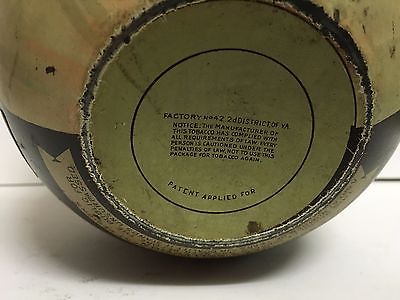 FACTORY No 42 2d DISTRICT OF VA
NOTICE: THE MANUFACTURER OF
THIS TOBACCO HAS COMPLIED WITH
ALL REQUIREMENTS OF LAW. EVERY
PERSON IS CAUTIONED UNDER THE
PENALTIES OF LAW, NOT TO USE THIS
PACKAGE FOR TOBACCO AGAIN.
PATENT APPLIED FOR